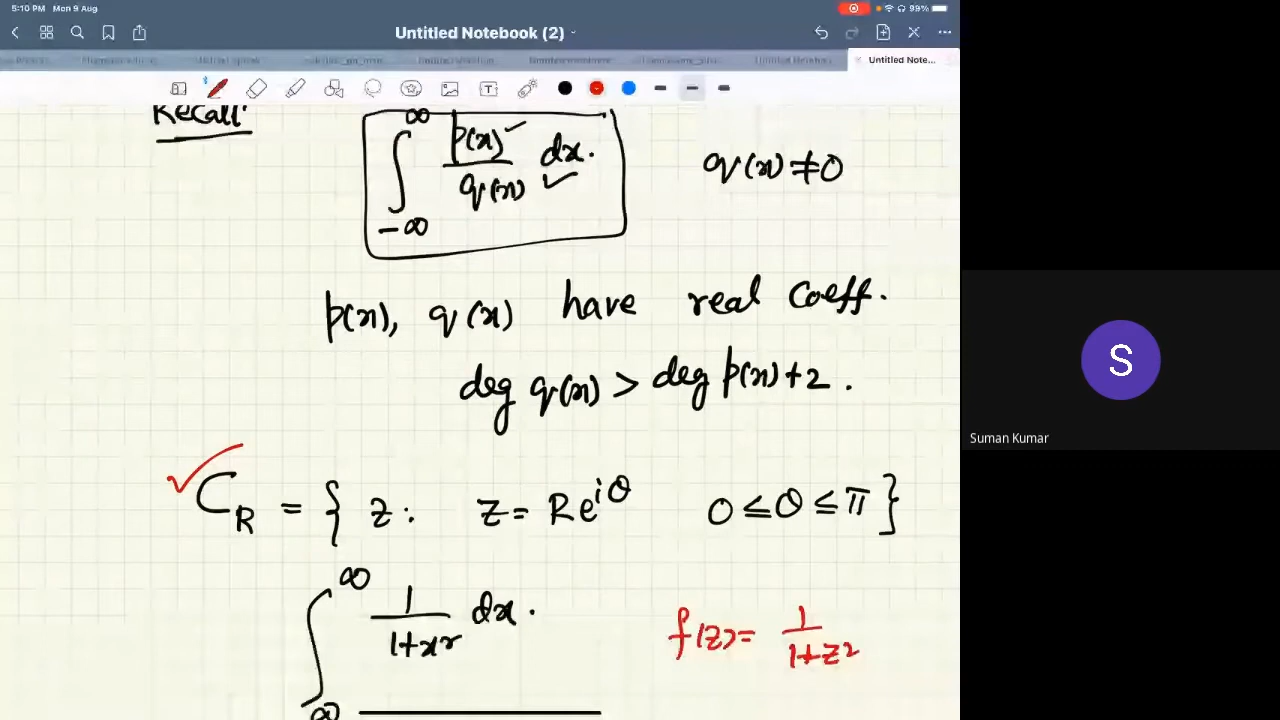 5:10 PM Mon 9 Aug
99%
Untitled Notebook (2)
Untitled Note...
Recall:
∫_{-∞}^{∞} p(x)/q(x) dx. q(x) ≠ 0
p(x), q(x) have real coeff.
deg q(x) > deg p(x) + 2.
C_R = { z : z = Re^{iθ} 0 ≤ θ ≤ π }
∫_{∞}^{∞} 1/(1+x²) dx. f(z) = 1/(1+z²)
S
Suman Kumar